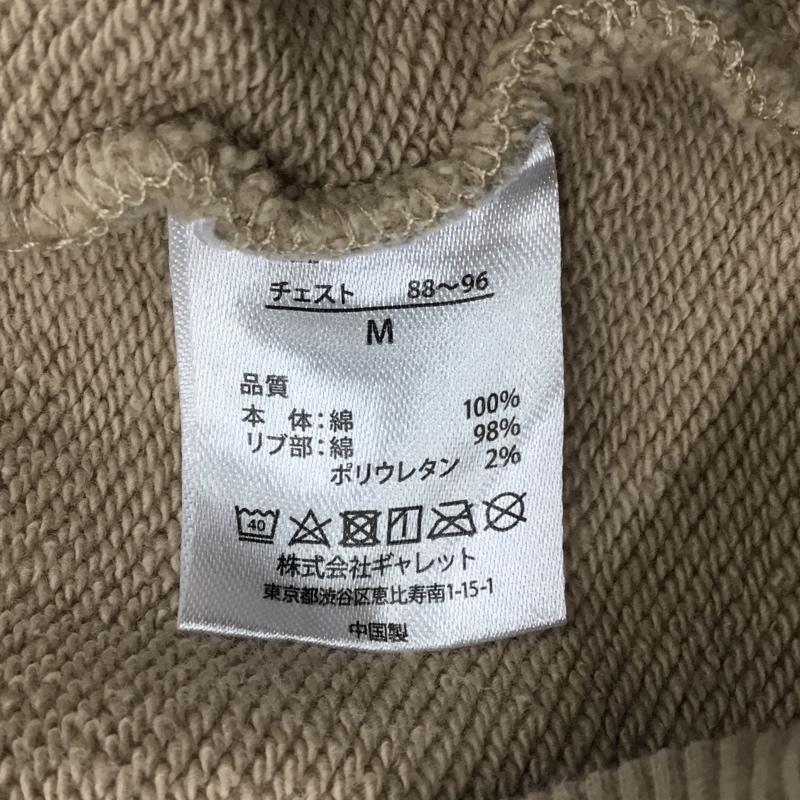 チェスト 88〜96
M
品質
本 体：綿 100%
リブ部：綿 98%
ポリウレタン 2%
40
株式会社ギャレット
東京都渋谷区恵比寿南1-15-1
中国製